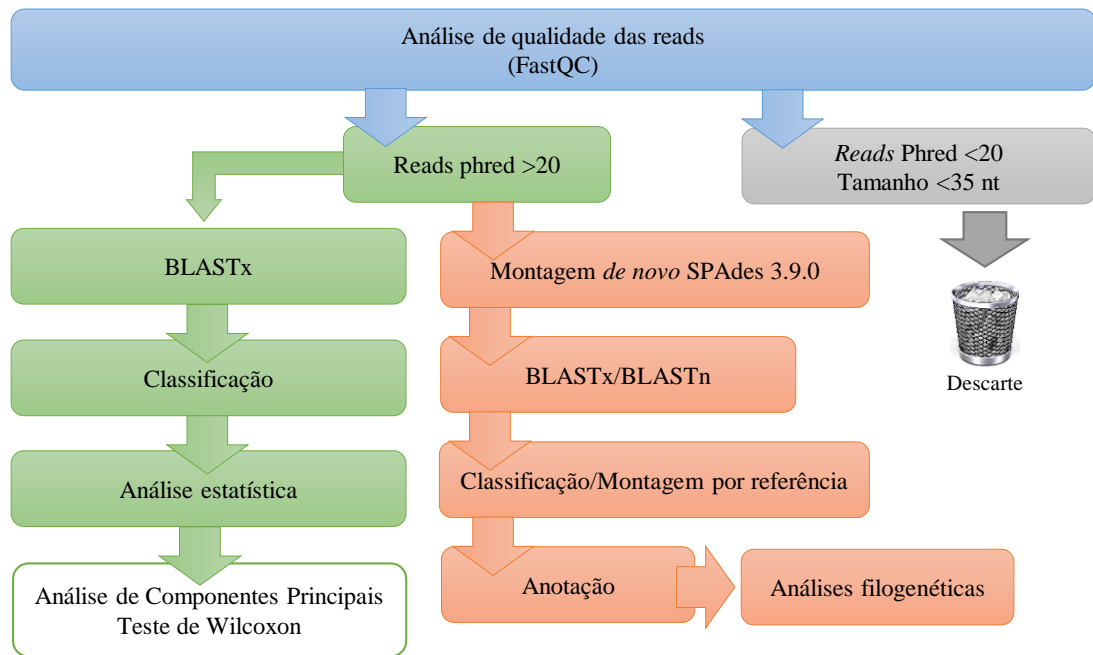 Análise de qualidade das reads
(FastQC)
Reads phred >20
Reads Phred <20
Tamanho <35 nt
BLASTx
Montagem de novo SPAdes 3.9.0
Classificação
BLASTx/BLASTn
Descarte
Análise estatística
Classificação/Montagem por referência
Análise de Componentes Principais
Teste de Wilcoxon
Anotação
Análises filogenéticas